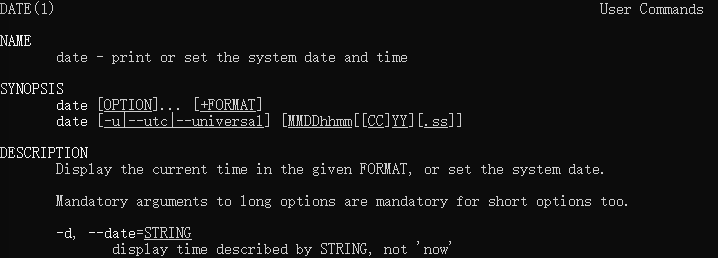 DATE(1) User Commands
NAME
date - print or set the system date and time
SYNOPSIS
date [OPTION]... [+FORMAT]
date [-u|--utc|--universal] [MMDDhhmm[[CC]YY][.ss]]
DESCRIPTION
Display the current time in the given FORMAT, or set the system date.
Mandatory arguments to long options are mandatory for short options too.
-d, --date=STRING
display time described by STRING, not 'now'